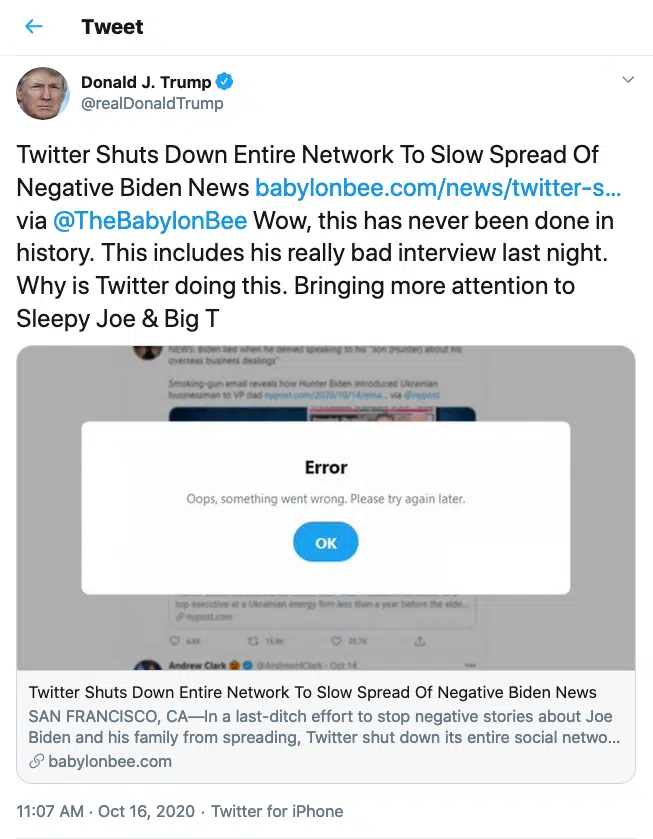 Tweet
Donald J. Trump
@realDonaldTrump
Twitter Shuts Down Entire Network To Slow Spread Of
Negative Biden News babylonbee.com/news/twitter-s...
via @TheBabylonBee Wow, this has never been done in
history. This includes his really bad interview last night.
Why is Twitter doing this. Bringing more attention to
Sleepy Joe & Big T
NEWS: Biden lied when he denied speaking to his "son [Hunter] about his
overseas business dealings"
Smoking-gun email reveals how Hunter Biden introduced Ukrainian
businessman to VP dad nypost.com/2020/10/14/ema... via @nypost
Error
Oops, something went wrong. Please try again later.
OK
top executive at a Ukrainian energy firm less than a year before the elde...
nypost.com
Andrew Clark @AndrewHClark · Oct 14
Twitter Shuts Down Entire Network To Slow Spread Of Negative Biden News
SAN FRANCISCO, CA—In a last-ditch effort to stop negative stories about Joe
Biden and his family from spreading, Twitter shut down its entire social netwo...
babylonbee.com
11:07 AM · Oct 16, 2020 · Twitter for iPhone